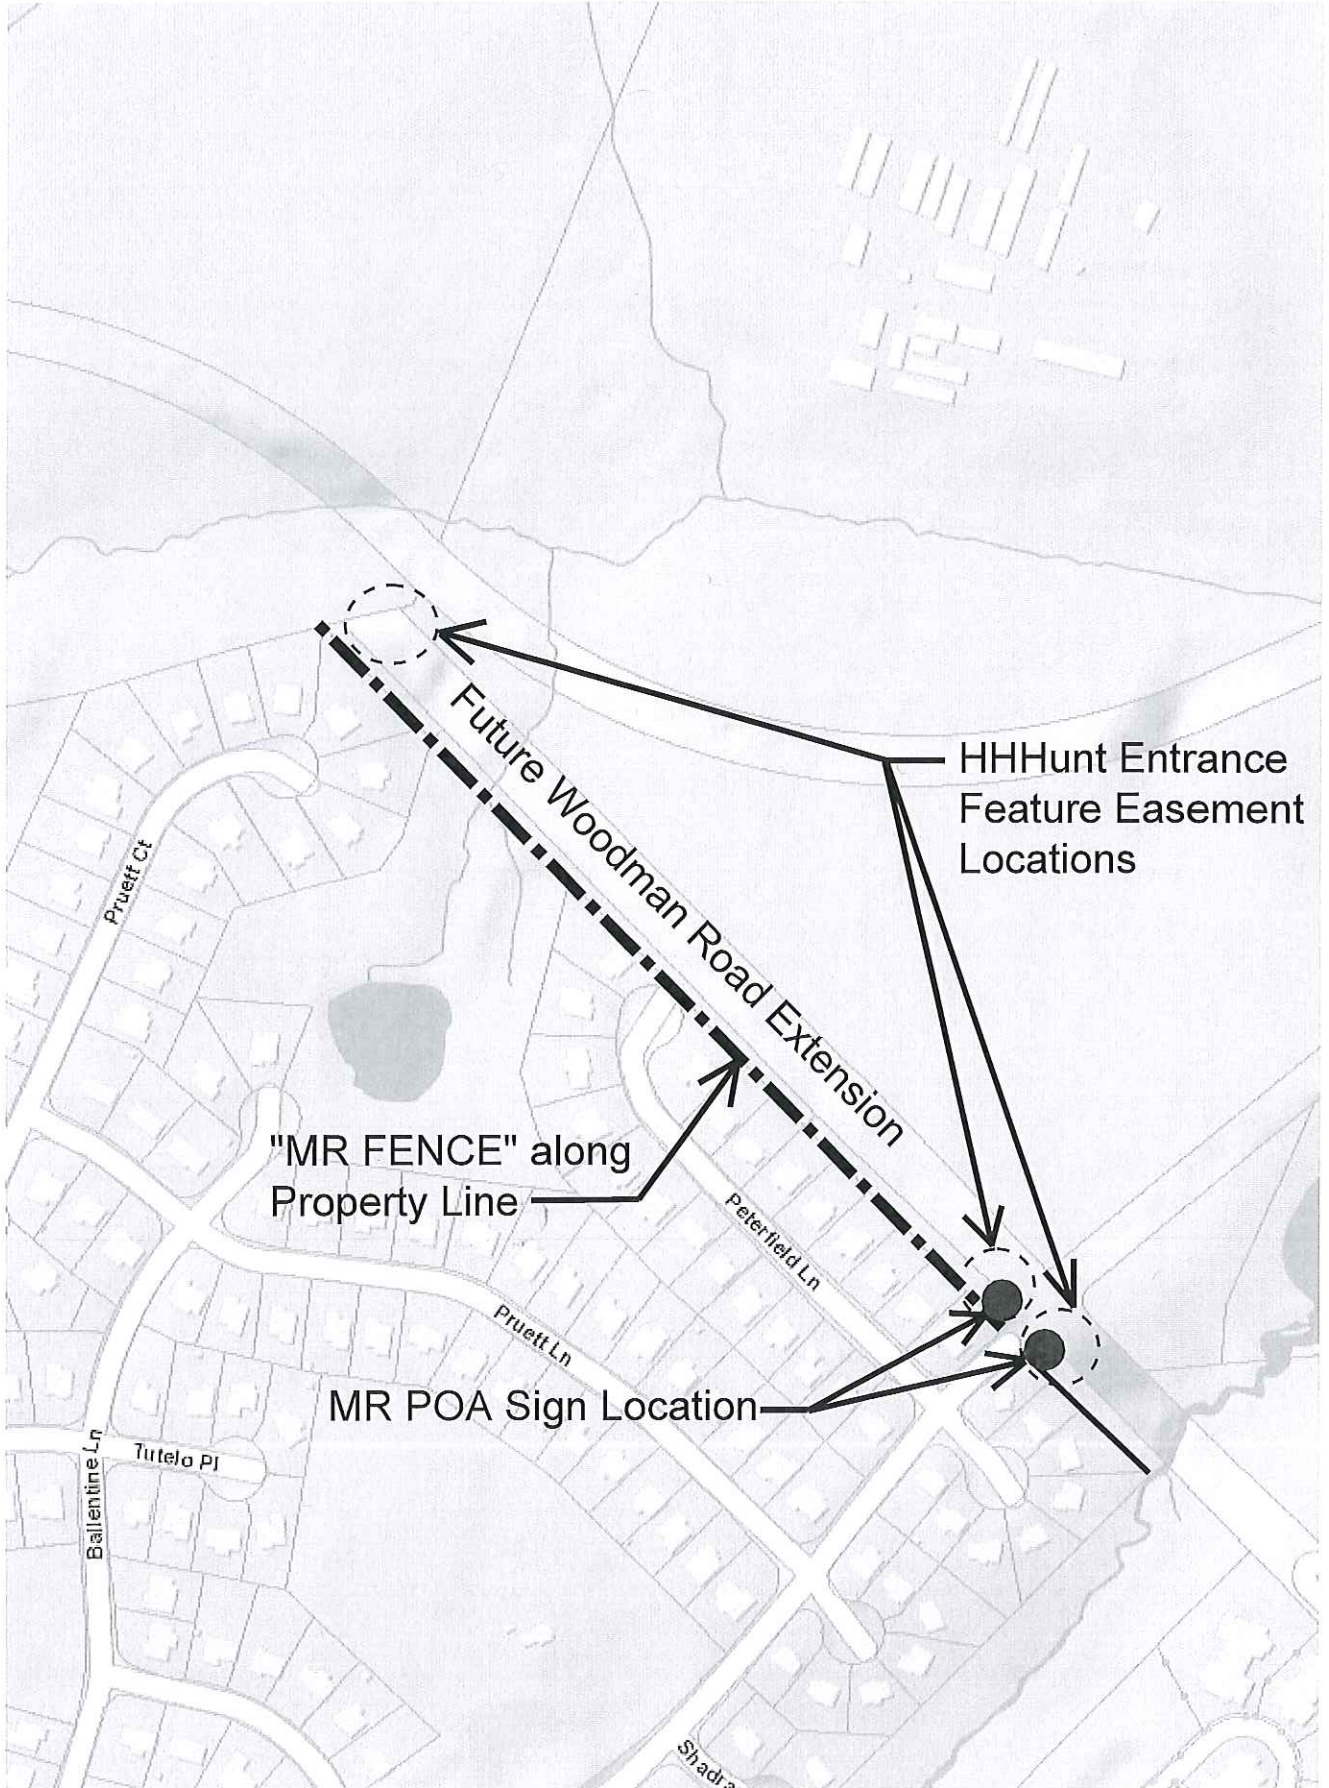 Future Woodman Road Extension
HHHunt Entrance
Feature Easement
Locations
Pruett Ct
"MR FENCE" along
Property Line
Peterfield Ln
Pruett Ln
MR POA Sign Location
Tutelo Pl
Ballentine Ln